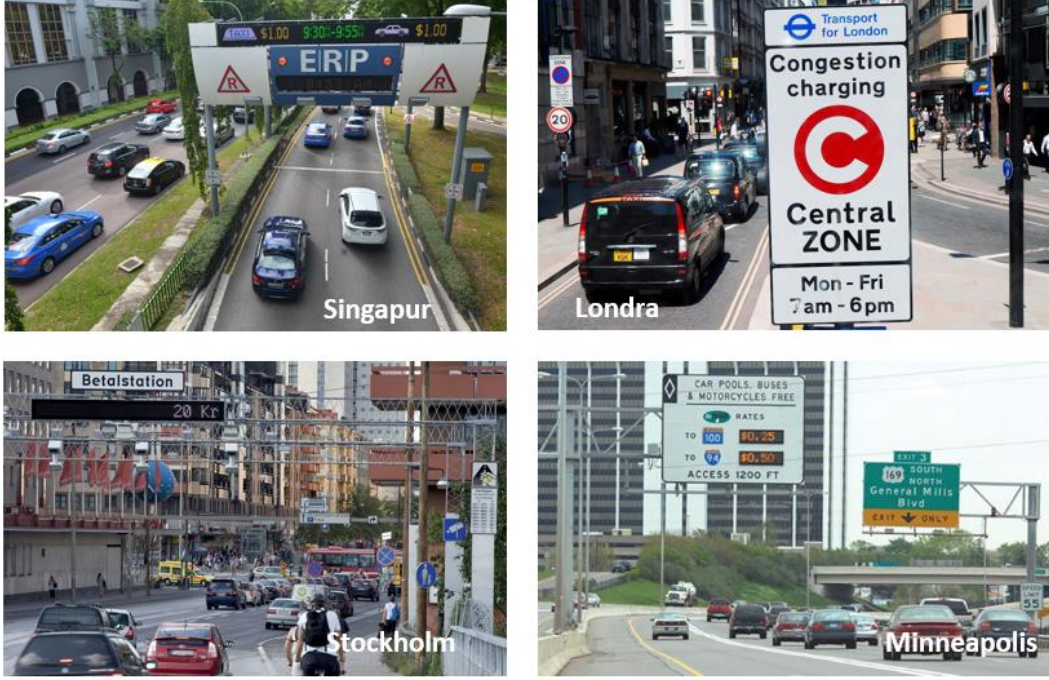 TAXI $1.00 9:30AM-9:55AM $1.00
ERP
R R
Singapur
Transport
for London
Congestion
charging
C
Central
ZONE
Mon - Fri
7am - 6pm
ZONE
20
Londra
Betalstation
20 Kr
Stockholm
CAR POOLS, BUSES
& MOTORCYCLES FREE
RATES
TO 100 $0.25
TO 94 $0.50
ACCESS 1200 FT
EXIT 3
169 SOUTH
NORTH
General Mills
Blvd
EXIT ONLY
SPEED
LIMIT
55
Minneapolis